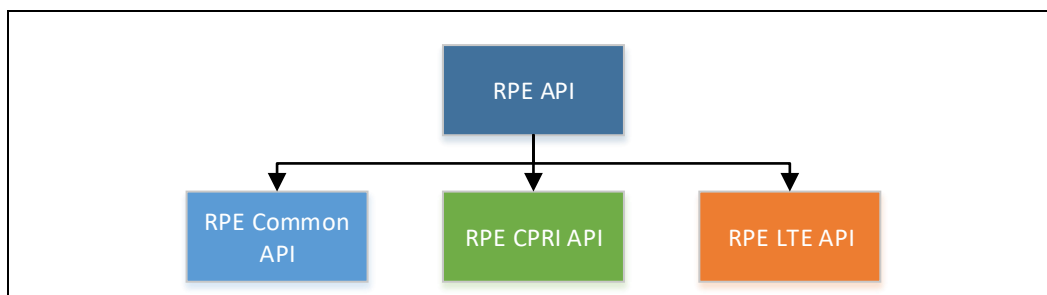 RPE API
RPE Common
API
RPE CPRI API
RPE LTE API